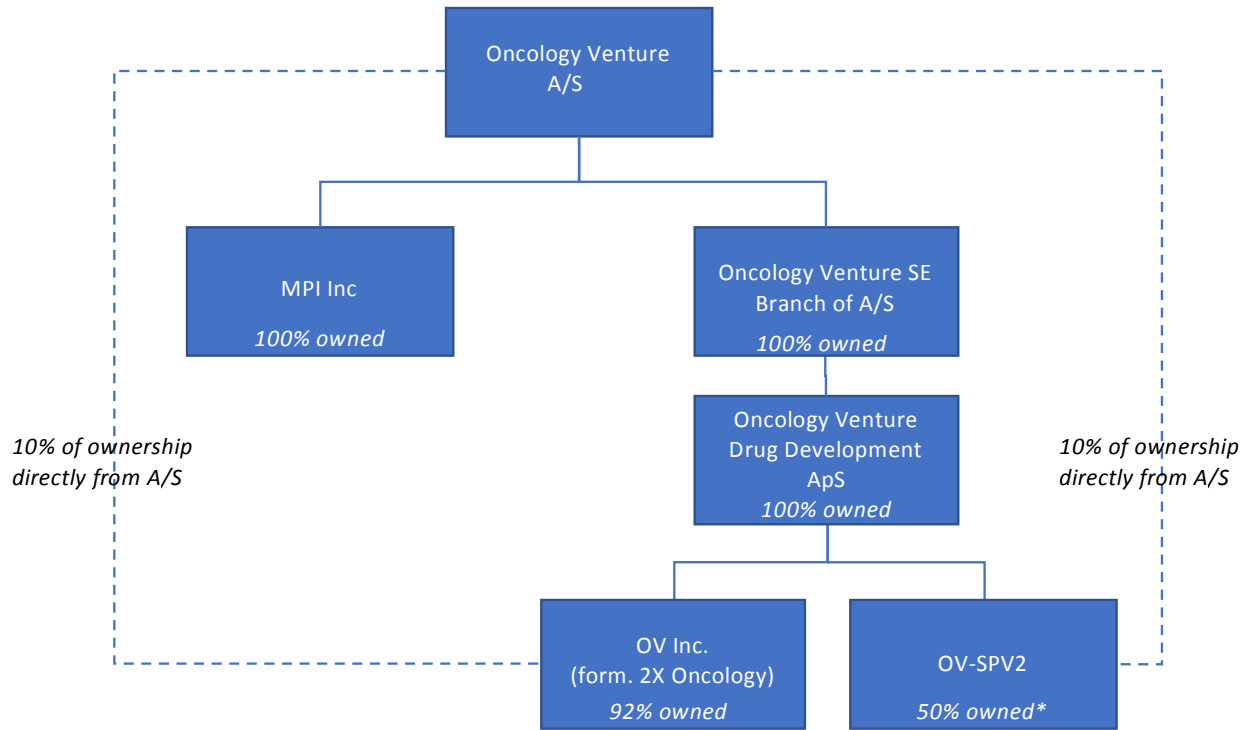 Oncology Venture
A/S
MPI Inc
100% owned
Oncology Venture SE
Branch of A/S
100% owned
Oncology Venture
Drug Development
ApS
100% owned
10% of ownership
directly from A/S
10% of ownership
directly from A/S
OV Inc.
(form. 2X Oncology)
92% owned
OV-SPV2
50% owned*